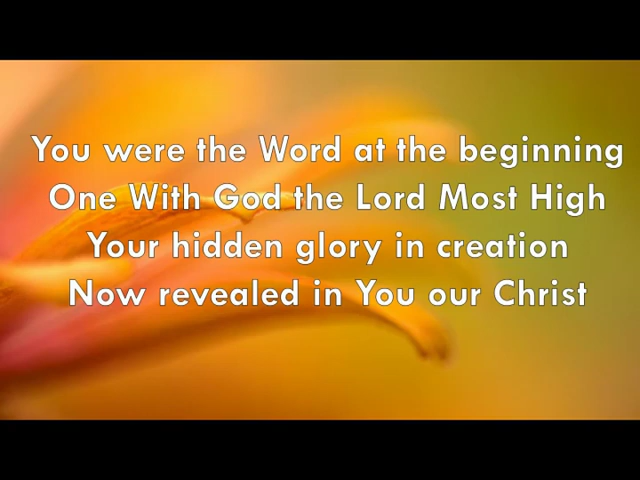 You were the Word at the beginning
One With God the Lord Most High
Your hidden glory in creation
Now revealed in You our Christ